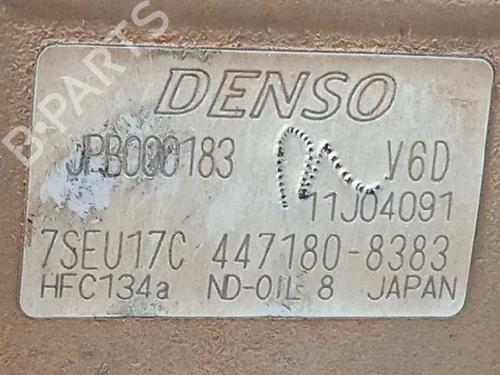 DENSO
JPB000183 V6D
11J04091
7SEU17C 447180-8383
HFC134a ND-OIL 8 JAPAN
B-PARTS